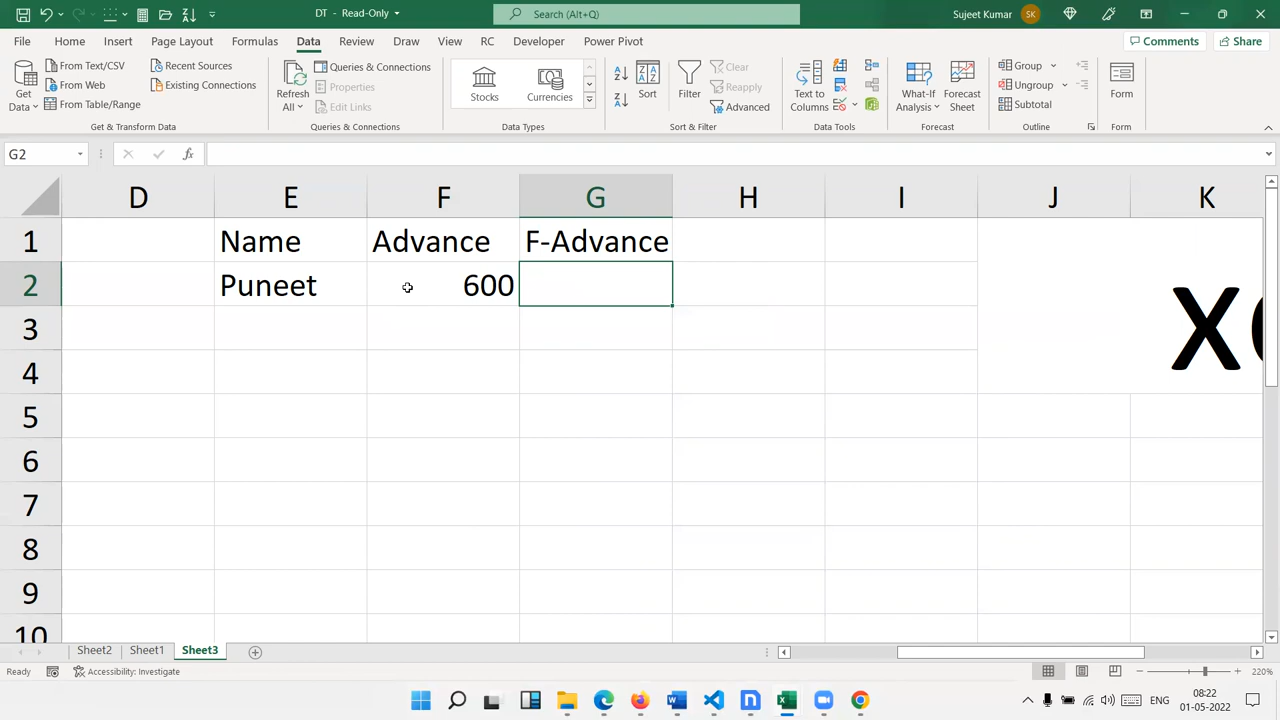 DT - Read-Only
Search (Alt+Q)
Sujeet Kumar
SK
File Home Insert Page Layout Formulas Data Review View Draw RC Developer Power Pivot
Comments
Share
Get Data
From Text/CSV
From Web
From Table/Range
Recent Sources
Existing Connections
Get & Transform Data
Refresh All
Queries & Connections
Properties
Edit Links
Queries & Connections
Stocks
Currencies
Data Types
Sort
Filter
Clear
Reapply
Advanced
Sort & Filter
Text to Columns
Data Tools
What-If Analysis
Forecast Sheet
Forecast
Group
Ungroup
Subtotal
Outline
Form
Form
G2
fx
D E F G H I J K
1 Name Advance F-Advance
2 Puneet 600
3
4
5
6
7
8
9
10
Sheet2 Sheet1 Sheet3
Ready
Accessibility: Investigate
220%
ENG
08:22
01-05-2022